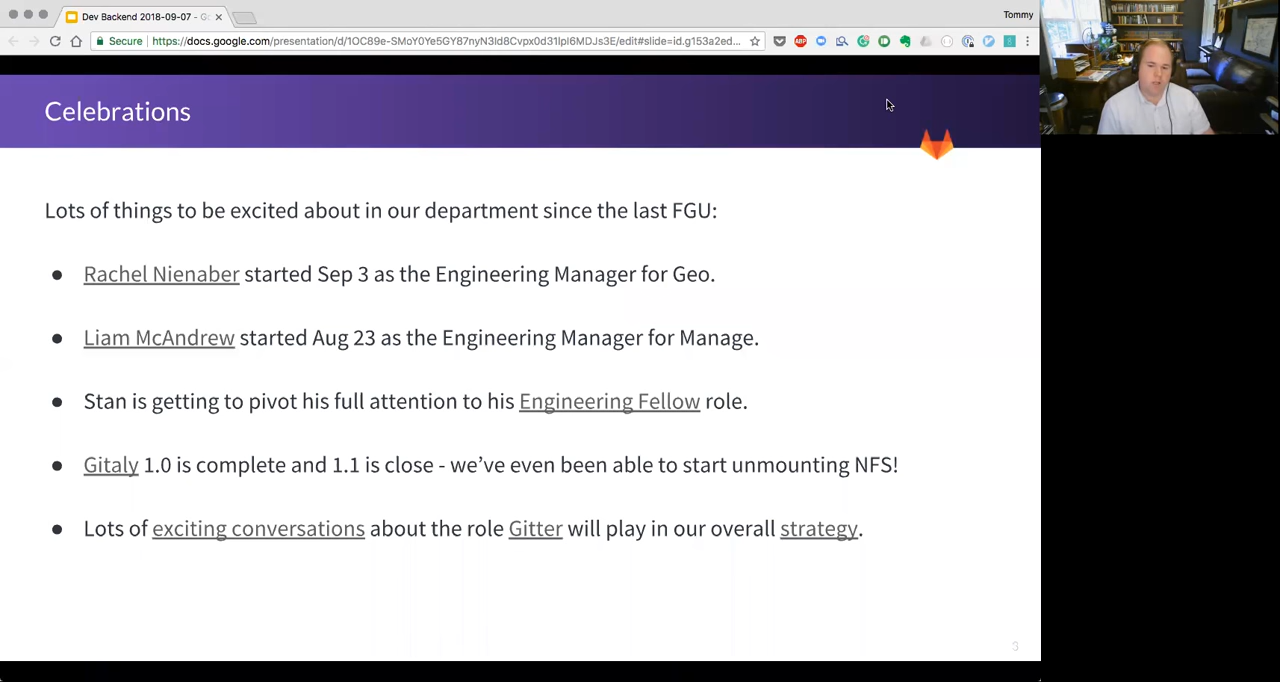 Dev Backend 2018-09-07 - Go
Tommy
Secure
https://docs.google.com/presentation/d/1OC89e-SMoY0Ye5GY87nyN3ld8Cvpx0d31lpI6MDJs3E/edit#slide=id.g153a2ed...
Celebrations
Lots of things to be excited about in our department since the last FGU:
● Rachel Nienaber started Sep 3 as the Engineering Manager for Geo.
● Liam McAndrew started Aug 23 as the Engineering Manager for Manage.
● Stan is getting to pivot his full attention to his Engineering Fellow role.
● Gitaly 1.0 is complete and 1.1 is close - we’ve even been able to start unmounting NFS!
● Lots of exciting conversations about the role Gitter will play in our overall strategy.
3